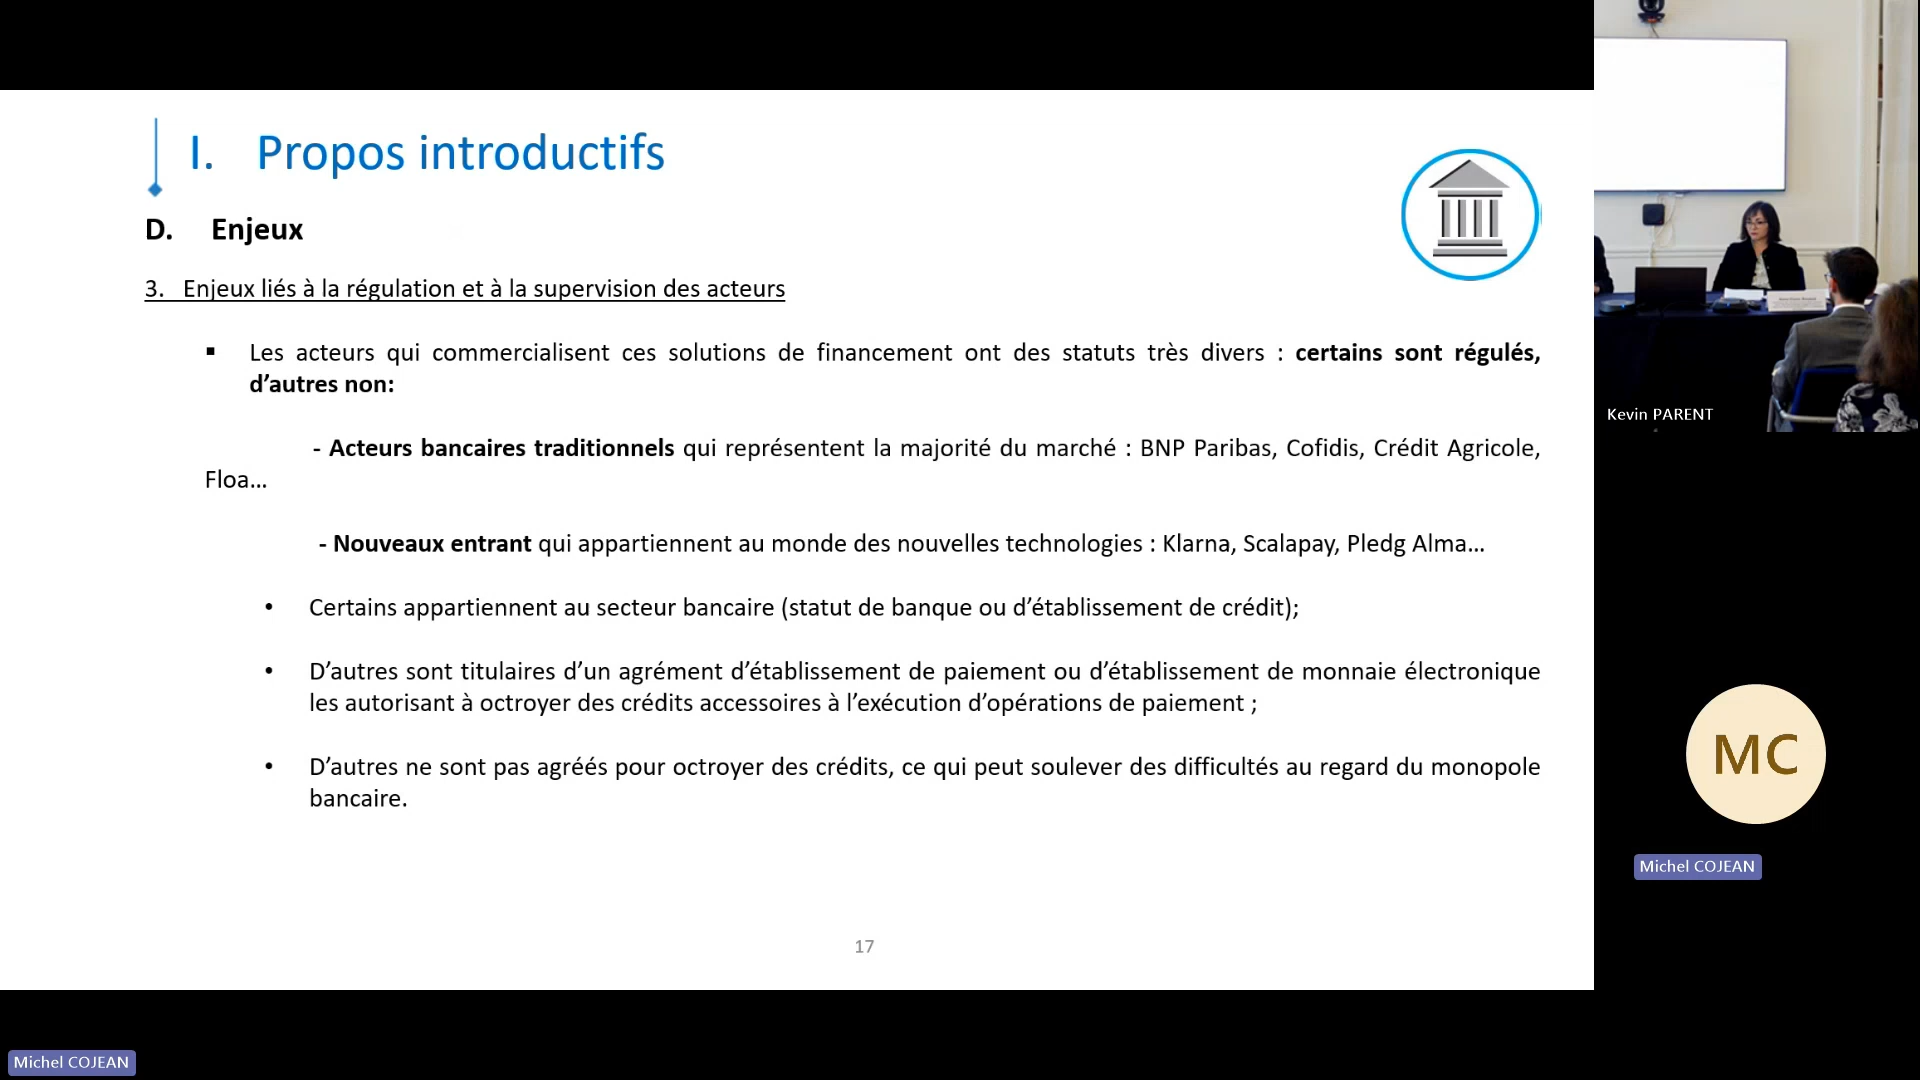 I. Propos introductifs
D. Enjeux
3. Enjeux liés à la régulation et à la supervision des acteurs
▪ Les acteurs qui commercialisent ces solutions de financement ont des statuts très divers : certains sont régulés,
d’autres non:
- Acteurs bancaires traditionnels qui représentent la majorité du marché : BNP Paribas, Cofidis, Crédit Agricole,
Floa…
- Nouveaux entrant qui appartiennent au monde des nouvelles technologies : Klarna, Scalapay, Pledg Alma…
• Certains appartiennent au secteur bancaire (statut de banque ou d’établissement de crédit);
• D’autres sont titulaires d’un agrément d’établissement de paiement ou d’établissement de monnaie électronique
les autorisant à octroyer des crédits accessoires à l’exécution d’opérations de paiement ;
• D’autres ne sont pas agréés pour octroyer des crédits, ce qui peut soulever des difficultés au regard du monopole
bancaire.
17
Kevin PARENT
MC
Michel COJEAN
Michel COJEAN